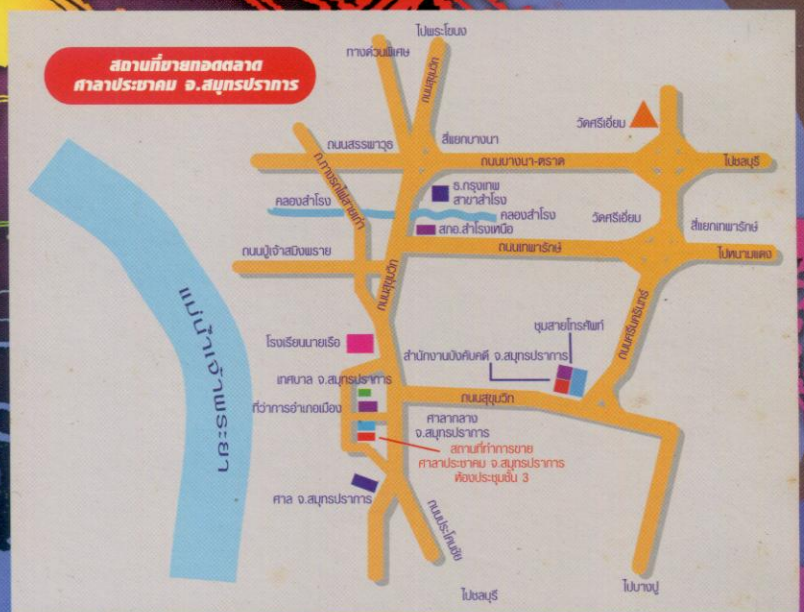 สถานที่ขายทอดตลาด
ศาลาประชาคม จ.สมุทรปราการ
ไปพระโขนง
ทางด่วนพิเศษ
ถนนสุขุมวิท
วัดศรีเอี่ยม
ถนนสรรพาวุธ
สี่แยกบางนา
ถนนบางนา-ตราด
ไปชลบุรี
ถ.ทางรถไฟสายเก่า
ธ.กรุงเทพ
สาขาสำโรง
คลองสำโรง
คลองสำโรง
วัดศรีเอี่ยม
สภอ.สำโรงเหนือ
สี่แยกเทพารักษ์
ถนนปู่เจ้าสมิงพราย
ถนนเทพารักษ์
ไปหนามแดง
ถนนสุขุมวิท
แม่น้ำเจ้าพระยา
ถนนศรีนครินทร์
ชุมสายโทรศัพท์
โรงเรียนนายเรือ
สำนักงานบังคับคดี จ.สมุทรปราการ
เทศบาล จ.สมุทรปราการ
ถนนสุขุมวิท
ที่ว่าการอำเภอเมือง
ศาลากลาง
จ.สมุทรปราการ
สถานที่ทำการขาย
ศาลาประชาคม จ.สมุทรปราการ
ห้องประชุมชั้น 3
ศาล จ.สมุทรปราการ
ถนนประโคนชัย
ไปบางปู
ไปชลบุรี